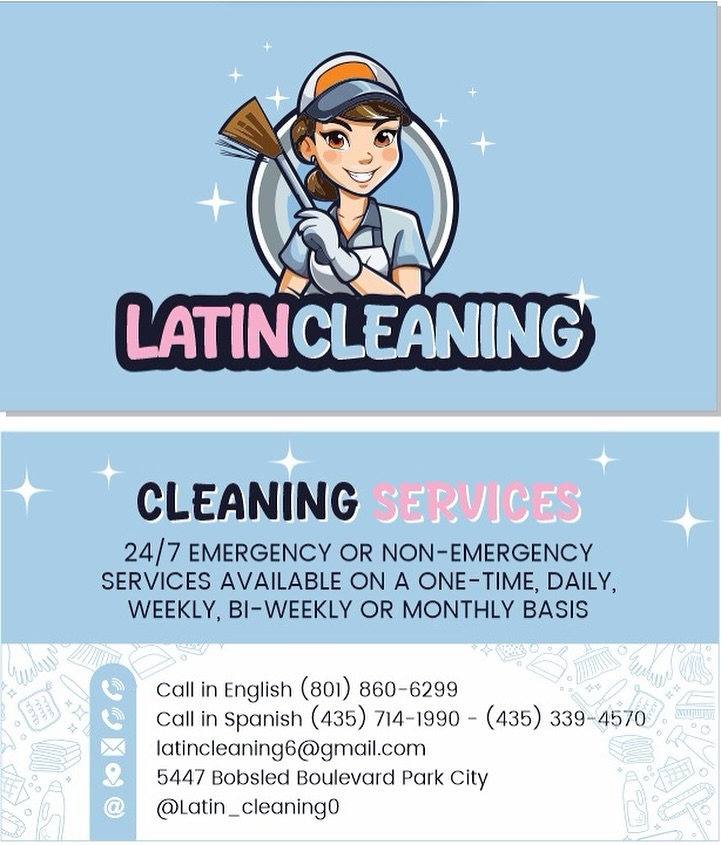 LATINCLEANING
CLEANING SERVICES
24/7 EMERGENCY OR NON-EMERGENCY
SERVICES AVAILABLE ON A ONE-TIME, DAILY,
WEEKLY, BI-WEEKLY OR MONTHLY BASIS
Call in English (801) 860-6299
Call in Spanish (435) 714-1990 - (435) 339-4570
latincleaning6@gmail.com
5447 Bobsled Boulevard Park City
@Latin_cleaning0